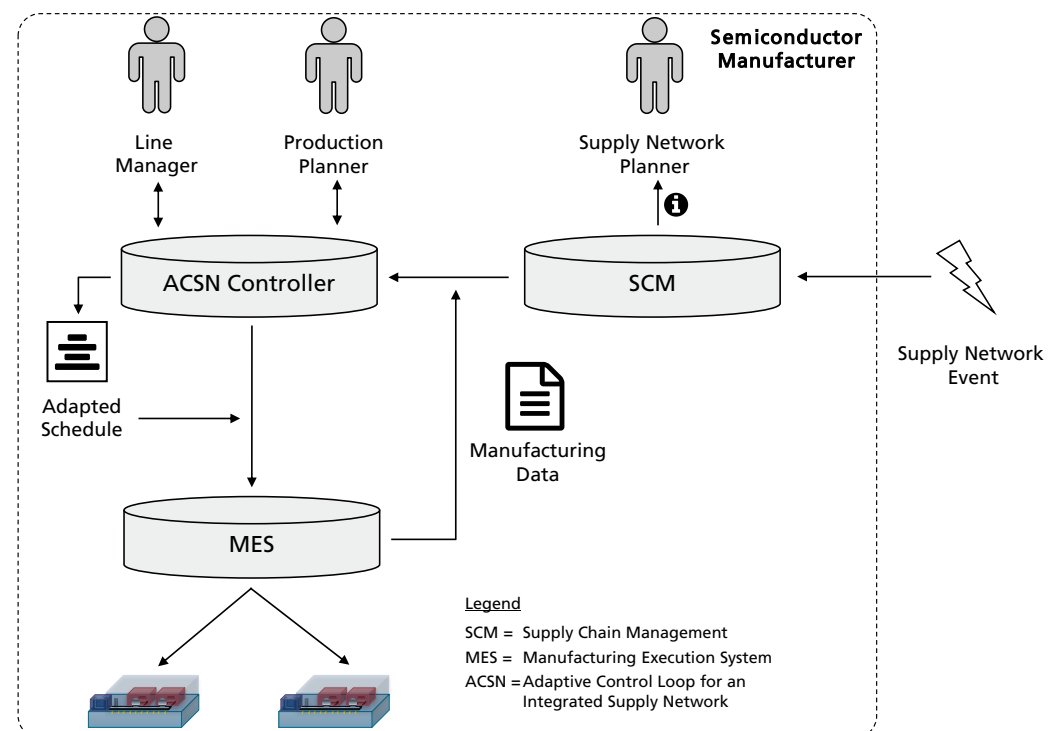 Semiconductor
Manufacturer
Line
Manager
Production
Planner
Supply Network
Planner
ACSN Controller
SCM
Supply Network
Event
Adapted
Schedule
Manufacturing
Data
MES
Legend
SCM = Supply Chain Management
MES = Manufacturing Execution System
ACSN = Adaptive Control Loop for an
Integrated Supply Network